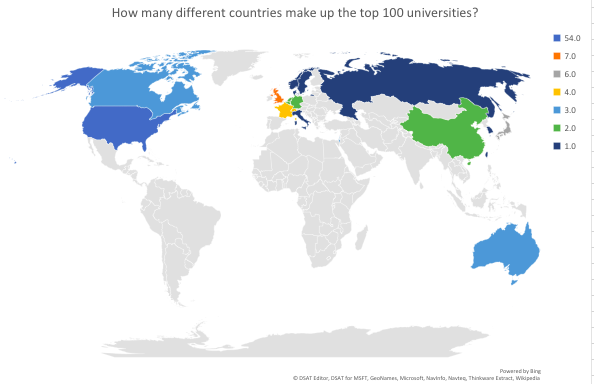 How many different countries make up the top 100 universities?
54.0
7.0
6.0
4.0
3.0
2.0
1.0
Powered by Bing
© DSAT Editor, DSAT for MSFT, GeoNames, Microsoft, NavInfo, Navteq, Thinkware Extract, Wikipedia